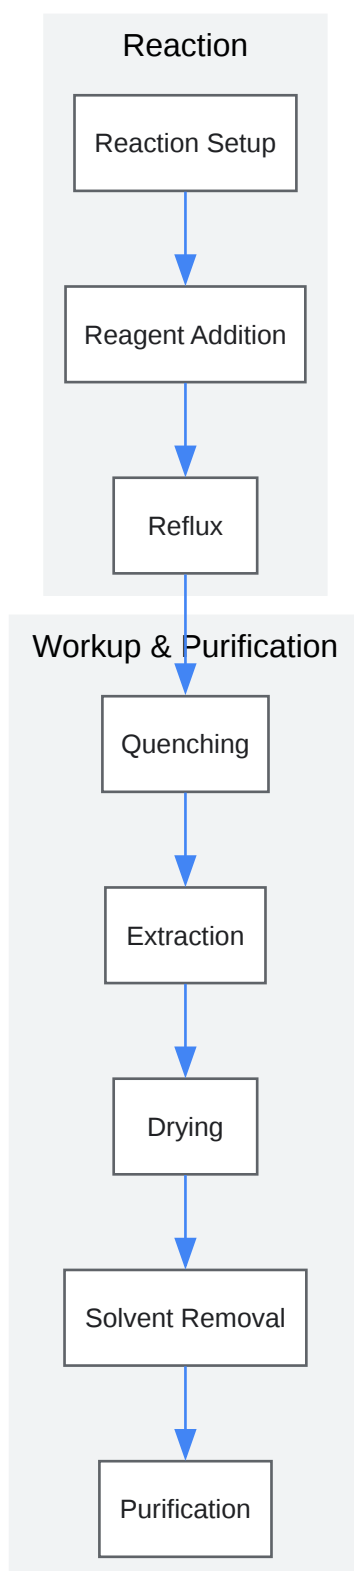 Reaction
Reaction Setup
Reagent Addition
Reflux
Workup & Purification
Quenching
Extraction
Drying
Solvent Removal
Purification